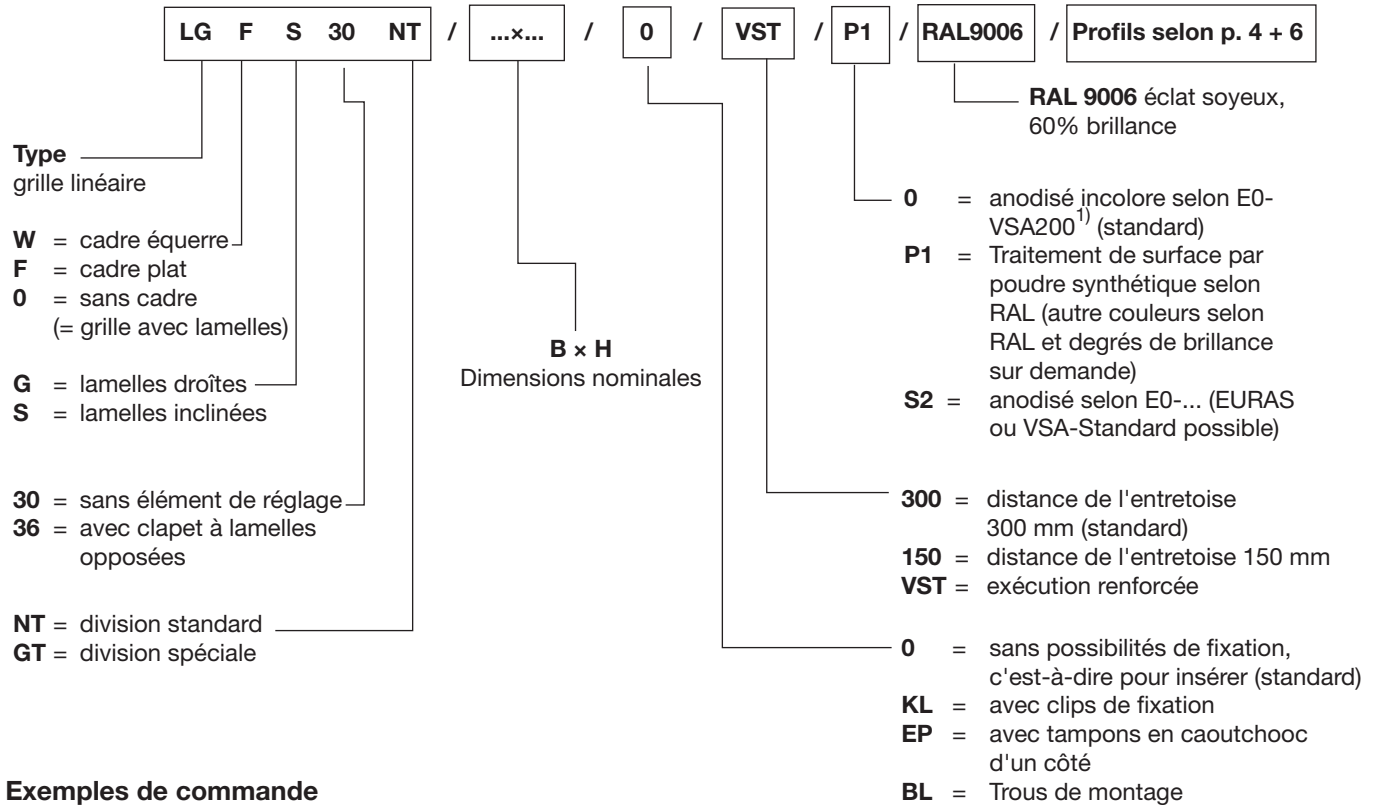 LG F S 30 NT / ...×... / 0 / VST / P1 / RAL9006 / Profils selon p. 4 + 6
RAL 9006 éclat soyeux,
60% brillance
Type
grille linéaire
W = cadre équerre
F = cadre plat
0 = sans cadre
(= grille avec lamelles)
G = lamelles droîtes
S = lamelles inclinées
30 = sans élément de réglage
36 = avec clapet à lamelles
opposées
NT = division standard
GT = division spéciale
B × H
Dimensions nominales
0 = anodisé incolore selon E0-
VSA200 1) (standard)
P1 = Traitement de surface par
poudre synthétique selon
RAL (autre couleurs selon
RAL et degrés de brillance
sur demande)
S2 = anodisé selon E0-... (EURAS
ou VSA-Standard possible)
300 = distance de l'entretoise
300 mm (standard)
150 = distance de l'entretoise 150 mm
VST = exécution renforcée
0 = sans possibilités de fixation,
c'est-à-dire pour insérer (standard)
KL = avec clips de fixation
EP = avec tampons en caoutchooc
d'un côté
BL = Trous de montage
Exemples de commande